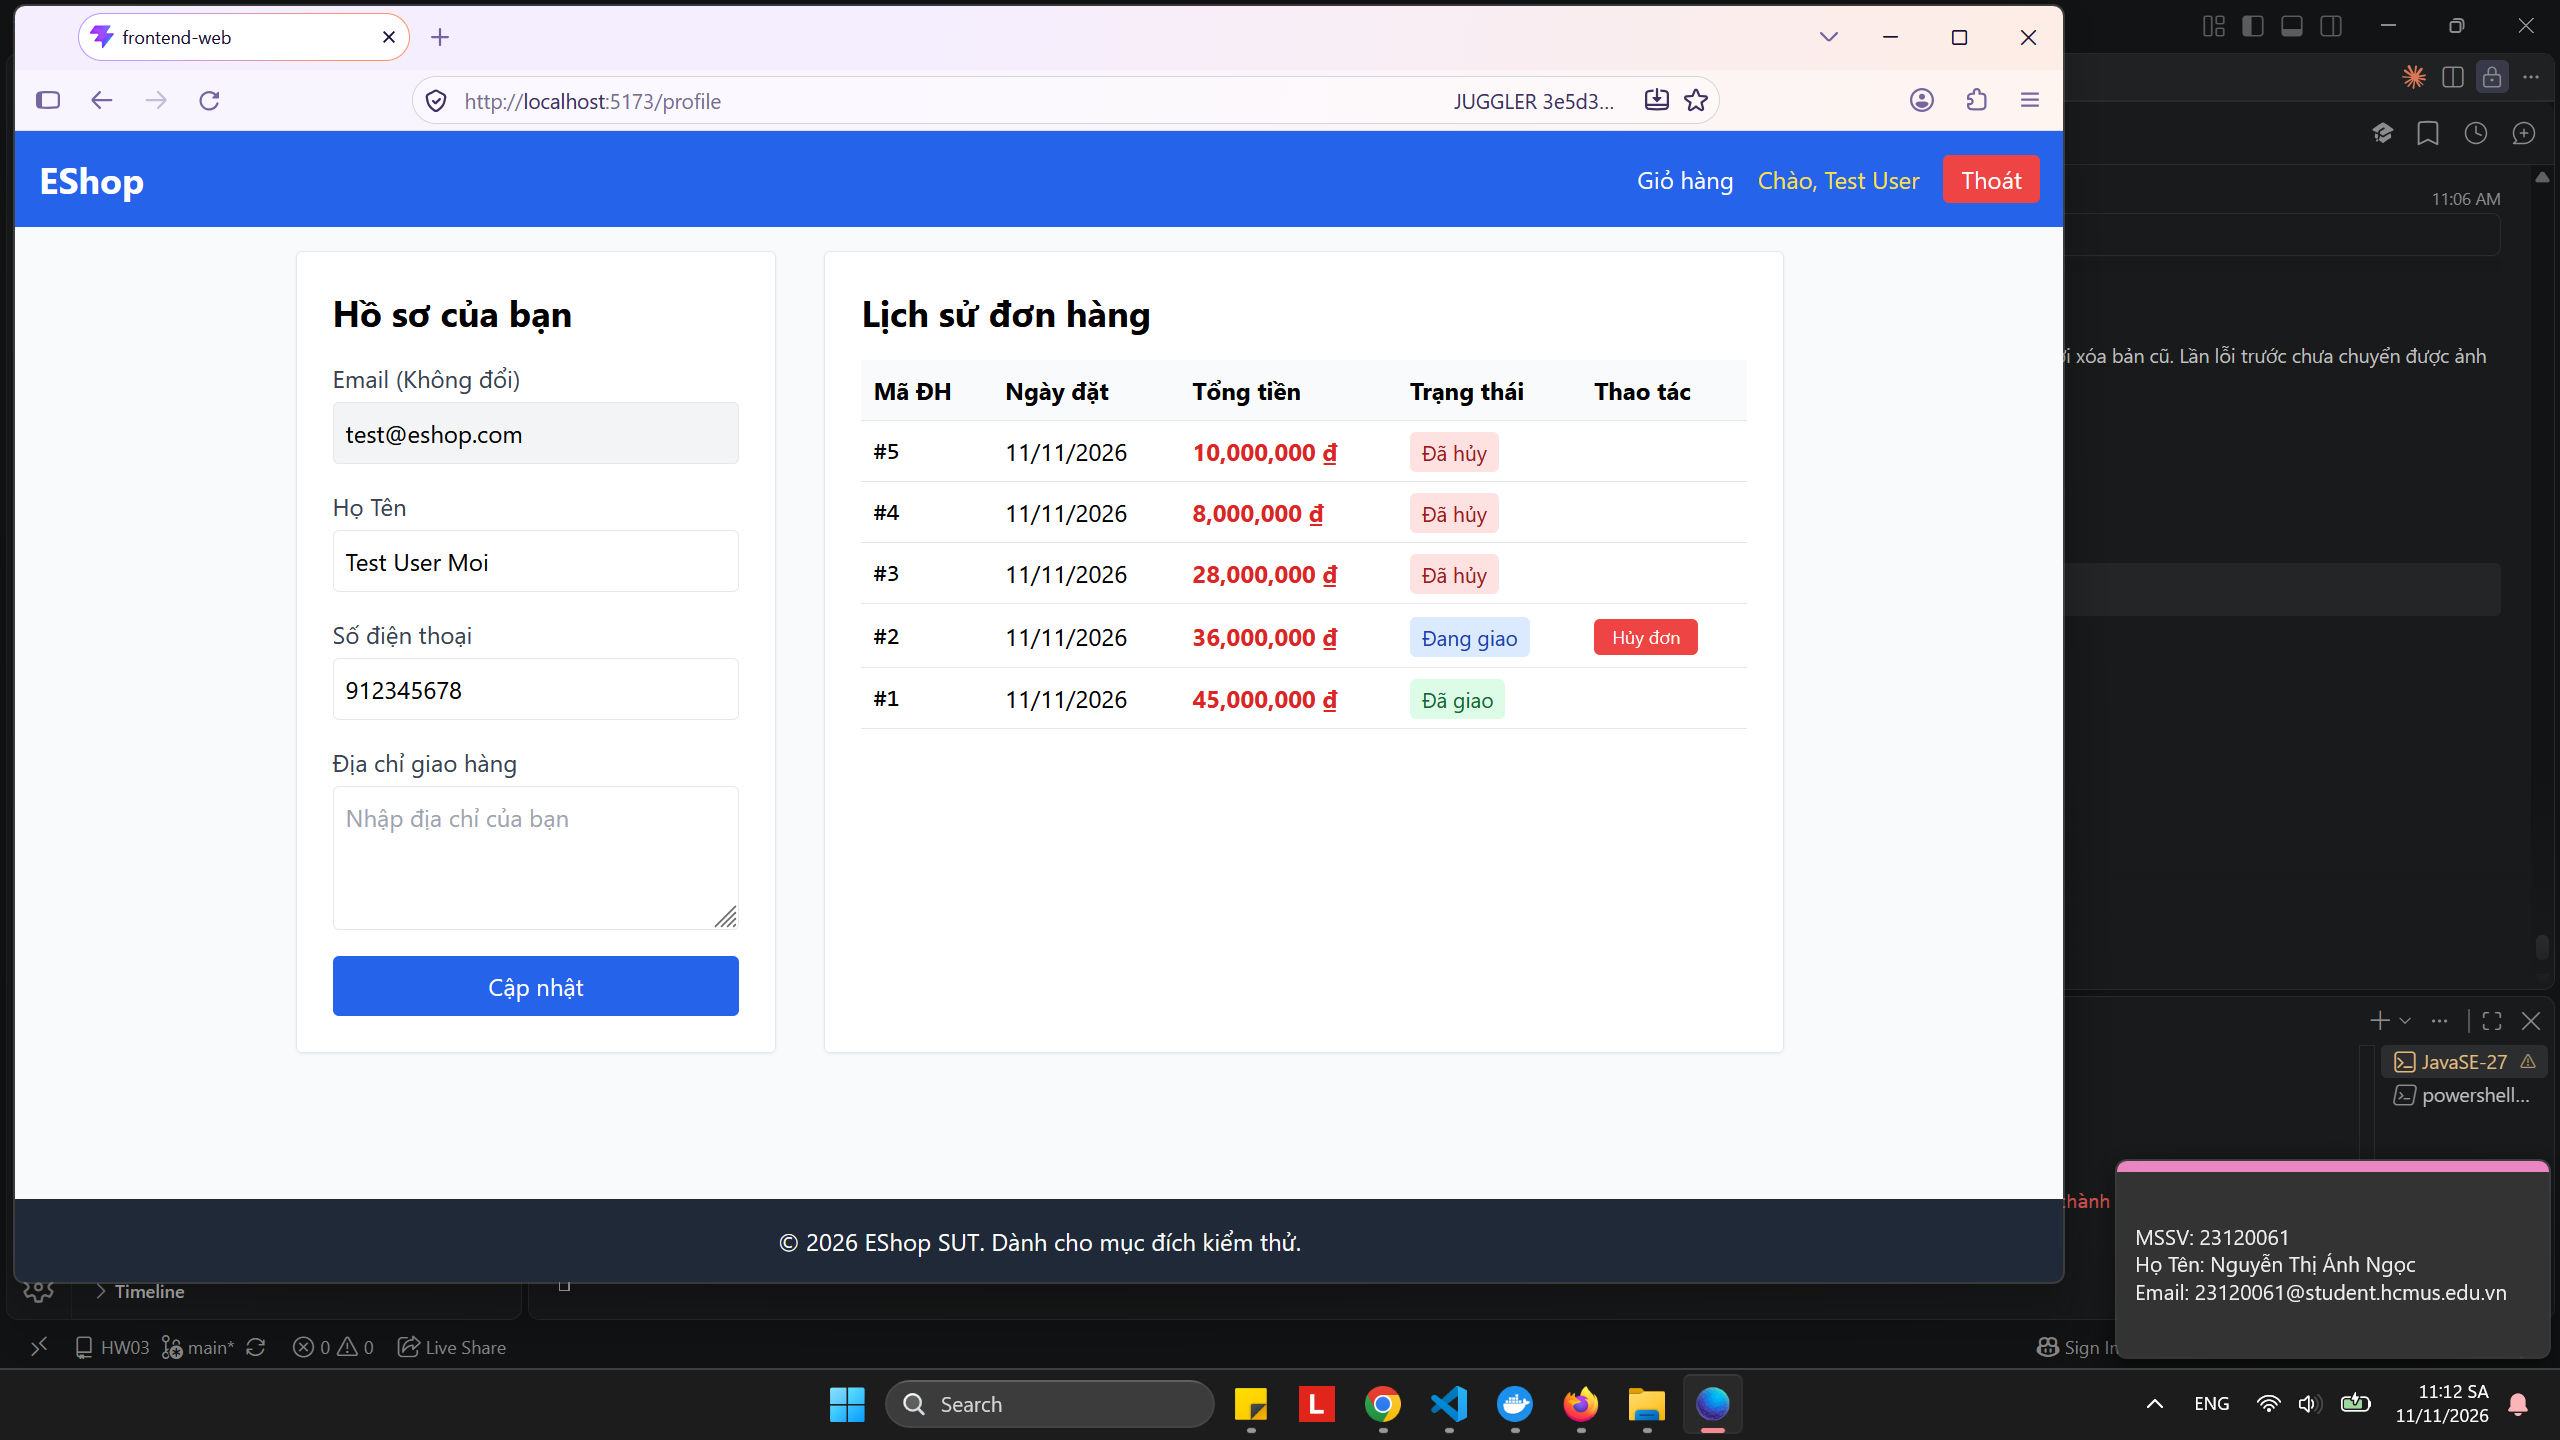 frontend-web
http://localhost:5173/profile
JUGGLER 3e5d3...
EShop
Giỏ hàng
Chào, Test User
Thoát
Hồ sơ của bạn
Email (Không đổi)
test@eshop.com
Họ Tên
Test User Moi
Số điện thoại
912345678
Địa chỉ giao hàng
Nhập địa chỉ của bạn
Cập nhật
Lịch sử đơn hàng
Mã ĐH Ngày đặt Tổng tiền Trạng thái Thao tác
#5 11/11/2026 10,000,000 ₫ Đã hủy
#4 11/11/2026 8,000,000 ₫ Đã hủy
#3 11/11/2026 28,000,000 ₫ Đã hủy
#2 11/11/2026 36,000,000 ₫ Đang giao Hủy đơn
#1 11/11/2026 45,000,000 ₫ Đã giao
© 2026 EShop SUT. Dành cho mục đích kiểm thử.
11:06 AM
xóa bản cũ. Lần lỗi trước chưa chuyển được ảnh
JavaSE-27
powershell...
MSSV: 23120061
Họ Tên: Nguyễn Thị Ánh Ngọc
Email: 23120061@student.hcmus.edu.vn
Timeline
HW03 main* 0 0 Live Share
Sign In
Search
L
ENG
11:12 SA
11/11/2026